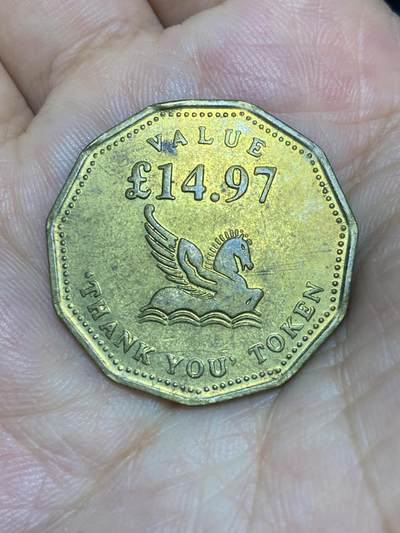 VALUE
£14.97
'THANK YOU' TOKEN